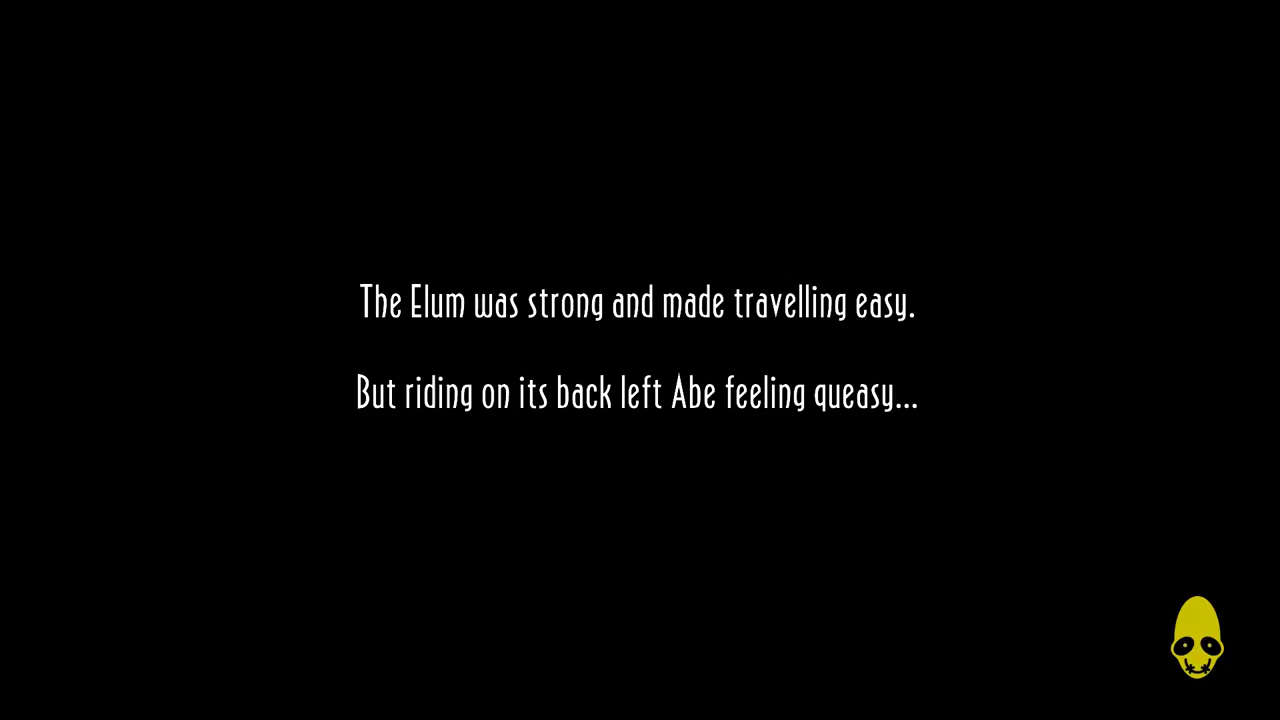 The Elum was strong and made travelling easy.
But riding on its back left Abe feeling queasy...